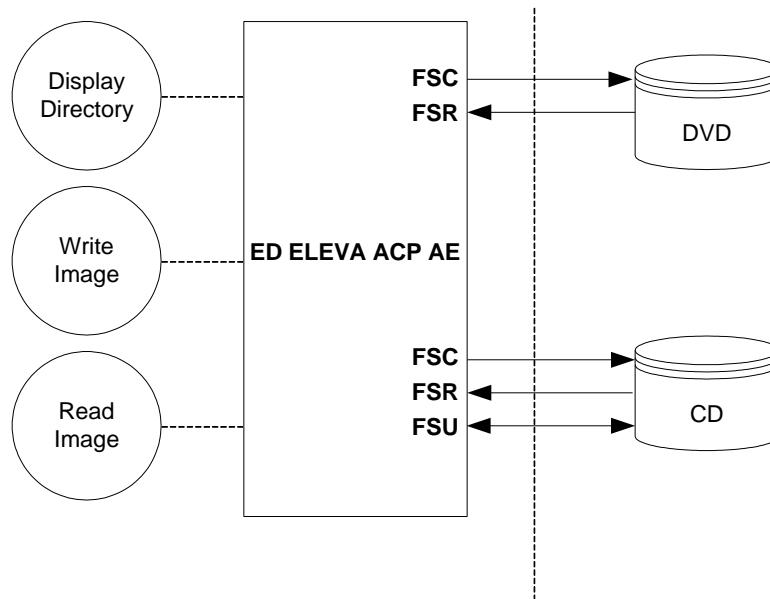 Display
Directory
FSC
FSR
DVD
Write
Image
ED ELEVA ACP AE
Read
Image
FSC
FSR
FSU
CD